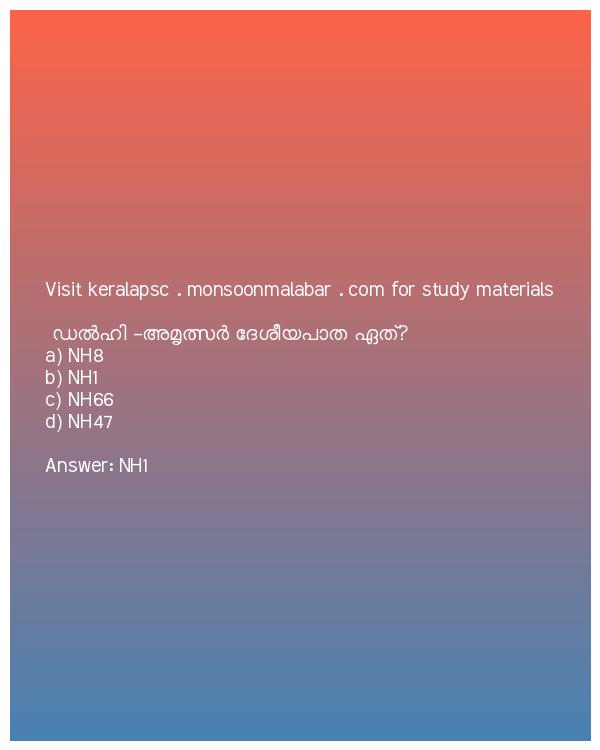 Visit keralapsc . monsoonmalabar . com for study materials
ഡൽഹി -അമൃത്സർ ദേശീയപാത ഏത്?
a) NH8
b) NH1
c) NH66
d) NH47
Answer: NH1